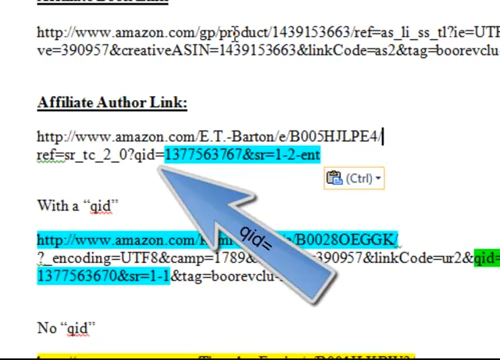 http://www.amazon.com/gp/product/1439153663/ref=as_li_ss_tl?ie=UTF
ve=390957&creativeASIN=1439153663&linkCode=as2&tag=boorevclu-
Affiliate Author Link:
http://www.amazon.com/E.T.-Barton/e/B005HJLPE4/
ref=sr_tc_2_0?qid=1377563767&sr=1-2-ent
(Ctrl)
With a “qid”
qid=
http://www.amazon.com/ /B0028OEGGK
?_encoding=UTF8&camp=1789& =390957&linkCode=ur2&qid=
1377563670&sr=1-1&tag=boorevclu-
No “qid”